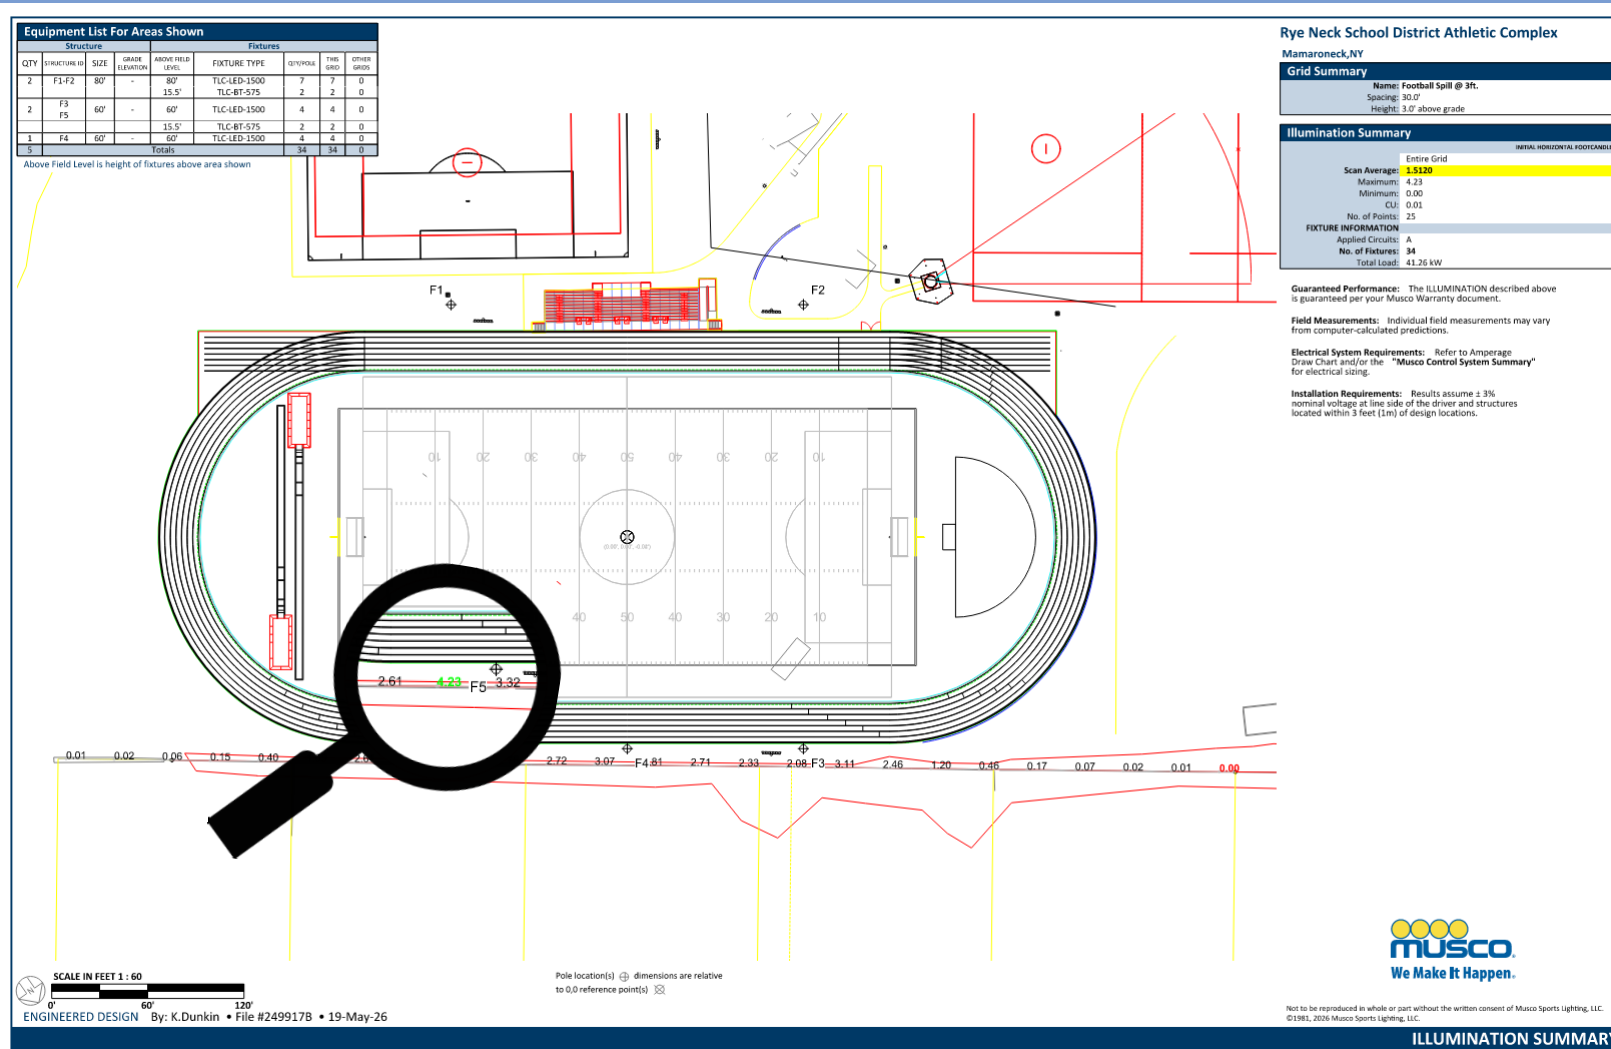 Equipment List For Areas Shown
Structure Fixtures
QTY STRUCTURE ID SIZE GRADE ELEVATION ABOVE FIELD LEVEL FIXTURE TYPE QTY/POLE THIS GRID OTHER GRIDS
2 F1-F2 80' - 80' TLC-LED-1500 7 7 0
15.5' TLC-BT-575 2 2 0
2 F3 F5 60' - 60' TLC-LED-1500 4 4 0
15.5' TLC-BT-575 2 2 0
1 F4 60' - 60' TLC-LED-1500 4 4 0
5 Totals 34 34 0
Above Field Level is height of fixtures above area shown
Rye Neck School District Athletic Complex
Mamaroneck,NY
Grid Summary
Name: Football Spill @ 3ft.
Spacing: 30.0'
Height: 3.0' above grade
Illumination Summary
INITIAL HORIZONTAL FOOTCANDLE
Entire Grid
Scan Average: 1.5120
Maximum: 4.23
Minimum: 0.00
CU: 0.01
No. of Points: 25
FIXTURE INFORMATION
Applied Circuits: A
No. of Fixtures: 34
Total Load: 41.26 kW
Guaranteed Performance: The ILLUMINATION described above
is guaranteed per your Musco Warranty document.
Field Measurements: Individual field measurements may vary
from computer-calculated predictions.
Electrical System Requirements: Refer to Amperage
Draw Chart and/or the "Musco Control System Summary"
for electrical sizing.
Installation Requirements: Results assume ± 3%
nominal voltage at line side of the driver and structures
located within 3 feet (1m) of design locations.
F1 F2
10 20 30 40 50 40 30 20 10
40 50 40 30 20 10
2.61 4.23 F5 3.32
0.01 0.02 0.06 0.15 0.40 2.72 3.07 F4 .81 2.71 2.33 2.08 F3 3.11 2.46 1.20 0.46 0.17 0.07 0.02 0.01 0.00
musco
We Make It Happen.
SCALE IN FEET 1 : 60
0' 60' 120'
N
Pole location(s) dimensions are relative
to 0,0 reference point(s)
ENGINEERED DESIGN By: K.Dunkin • File #249917B • 19-May-26
Not to be reproduced in whole or part without the written consent of Musco Sports Lighting, LLC.
©1981, 2026 Musco Sports Lighting, LLC.
ILLUMINATION SUMMARY